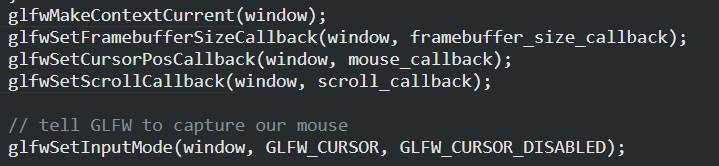 glfwMakeContextCurrent(window);
glfwSetFramebufferSizeCallback(window, framebuffer_size_callback);
glfwSetCursorPosCallback(window, mouse_callback);
glfwSetScrollCallback(window, scroll_callback);
// tell GLFW to capture our mouse
glfwSetInputMode(window, GLFW_CURSOR, GLFW_CURSOR_DISABLED);